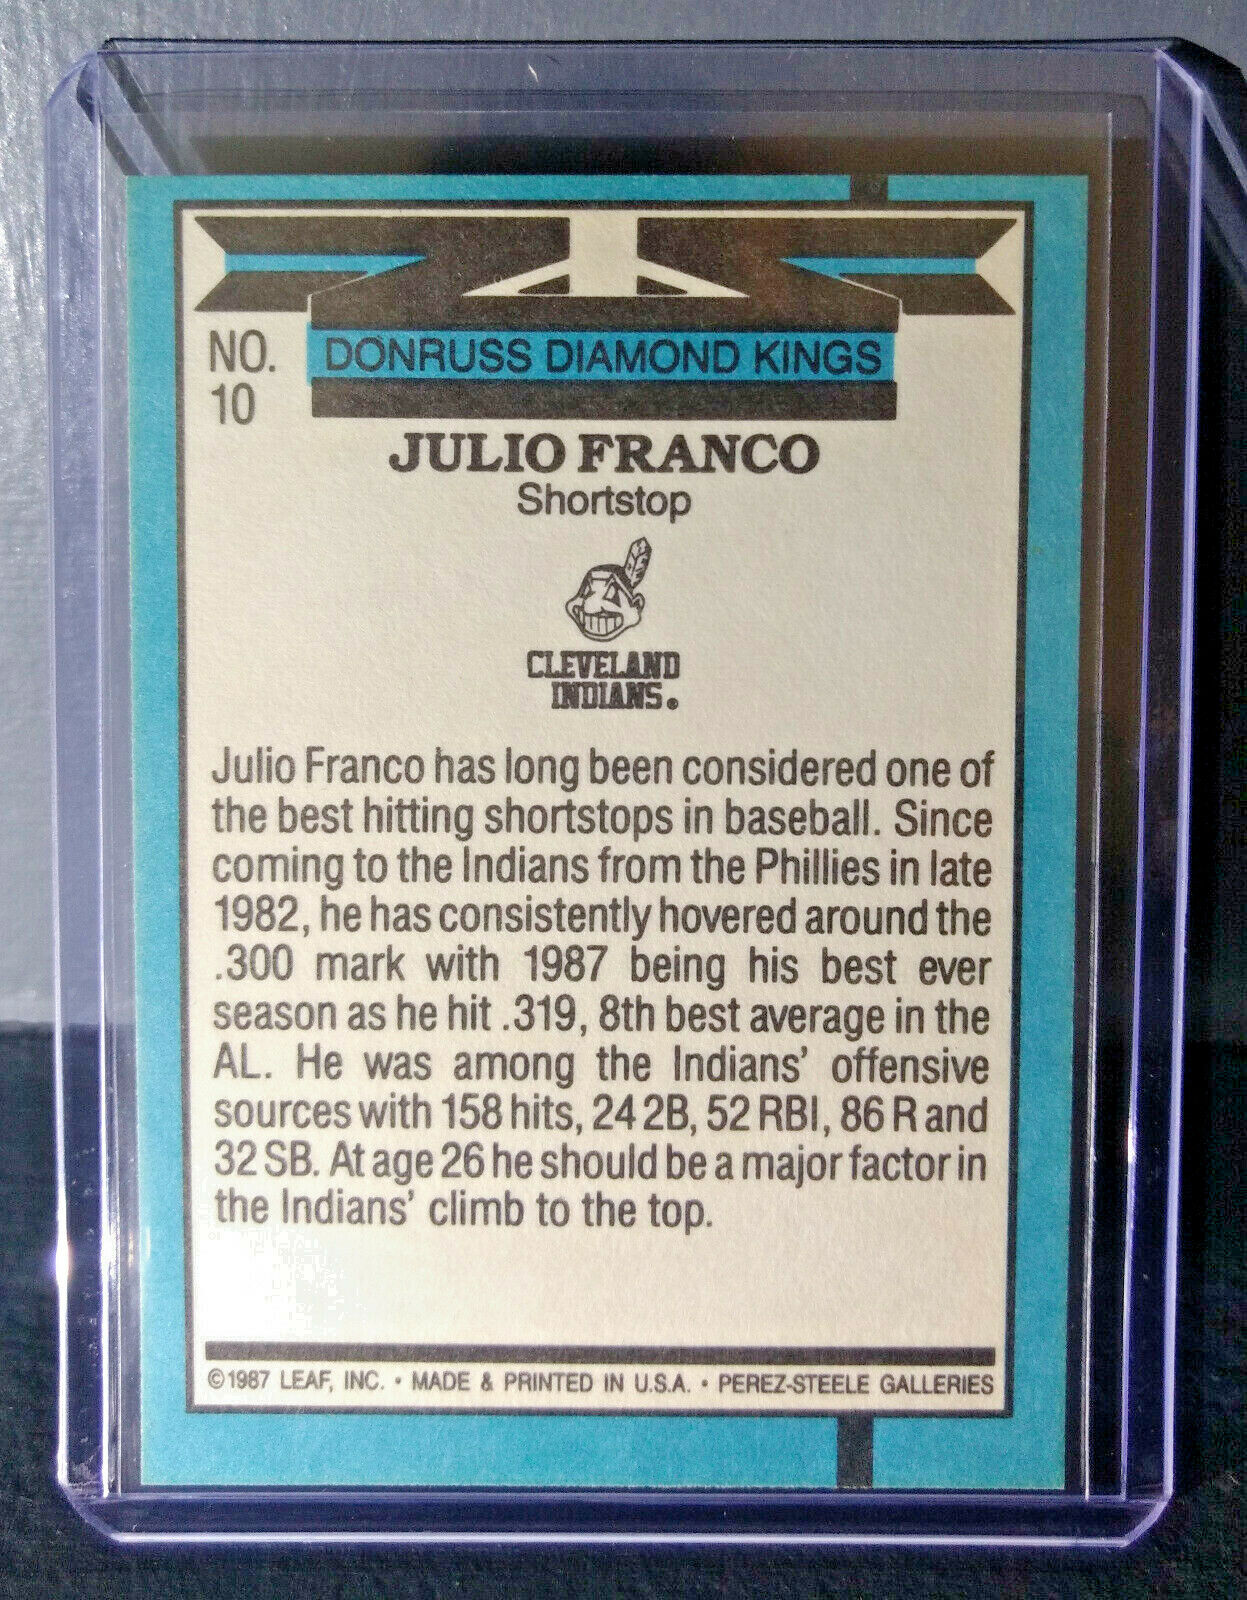 NO.
10
DONRUSS DIAMOND KINGS
JULIO FRANCO
Shortstop
CLEVELAND
INDIANS.®
Julio Franco has long been considered one of
the best hitting shortstops in baseball. Since
coming to the Indians from the Phillies in late
1982, he has consistently hovered around the
.300 mark with 1987 being his best ever
season as he hit .319, 8th best average in the
AL. He was among the Indians' offensive
sources with 158 hits, 24 2B, 52 RBI, 86 R and
32 SB. At age 26 he should be a major factor in
the Indians' climb to the top.
©1987 LEAF, INC. • MADE & PRINTED IN U.S.A. • PEREZ-STEELE GALLERIES